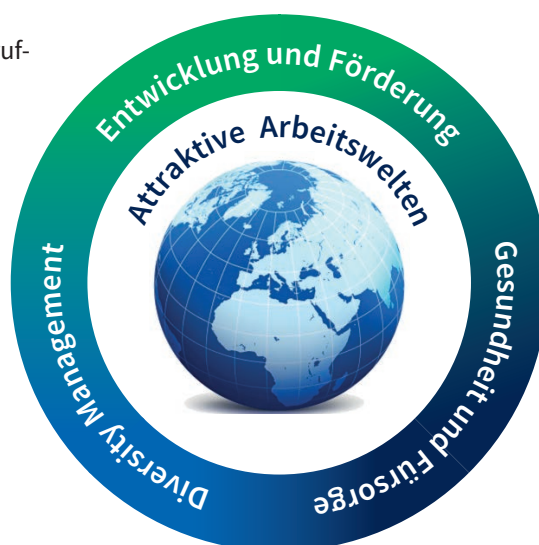 uf-
Entwicklung und Förderung
Attraktive Arbeitswelten
Gesundheit und Fürsorge
Diversity Management